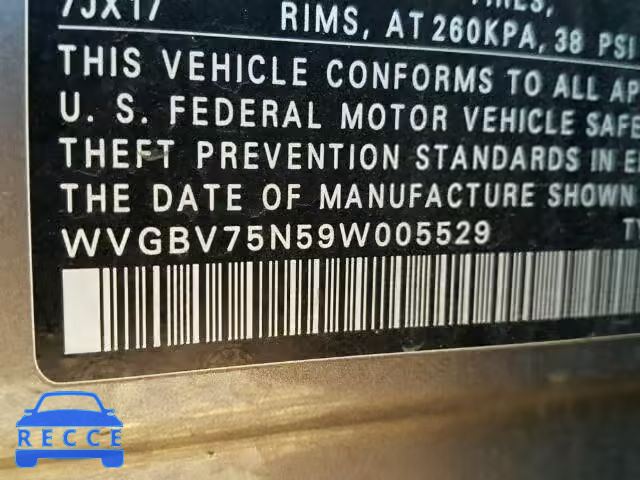 7JX17 RIMS, AT 260KPA, 38 PSI
THIS VEHICLE CONFORMS TO ALL AP
U. S. FEDERAL MOTOR VEHICLE SAFE
THEFT PREVENTION STANDARDS IN E
THE DATE OF MANUFACTURE SHOWN
WVGBV75N59W005529 TY
RECCE